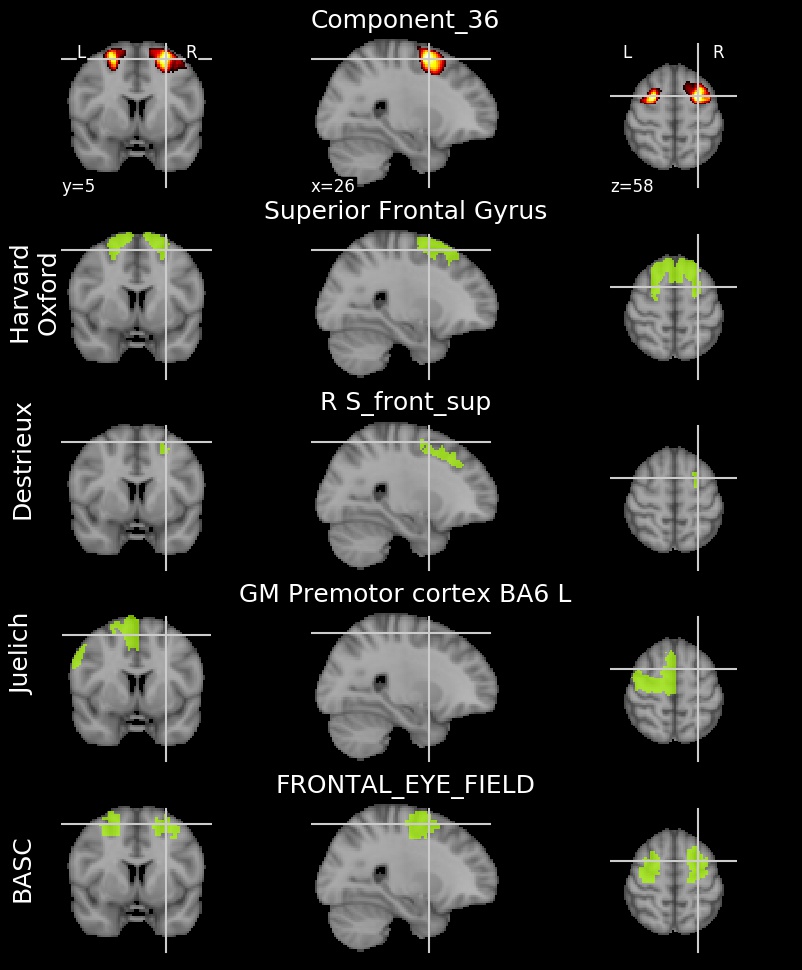 Component_36
L R
L R
y=5
x=26
z=58
Superior Frontal Gyrus
Harvard
Oxford
R S_front_sup
Destrieux
GM Premotor cortex BA6 L
Juelich
FRONTAL_EYE_FIELD
BASC